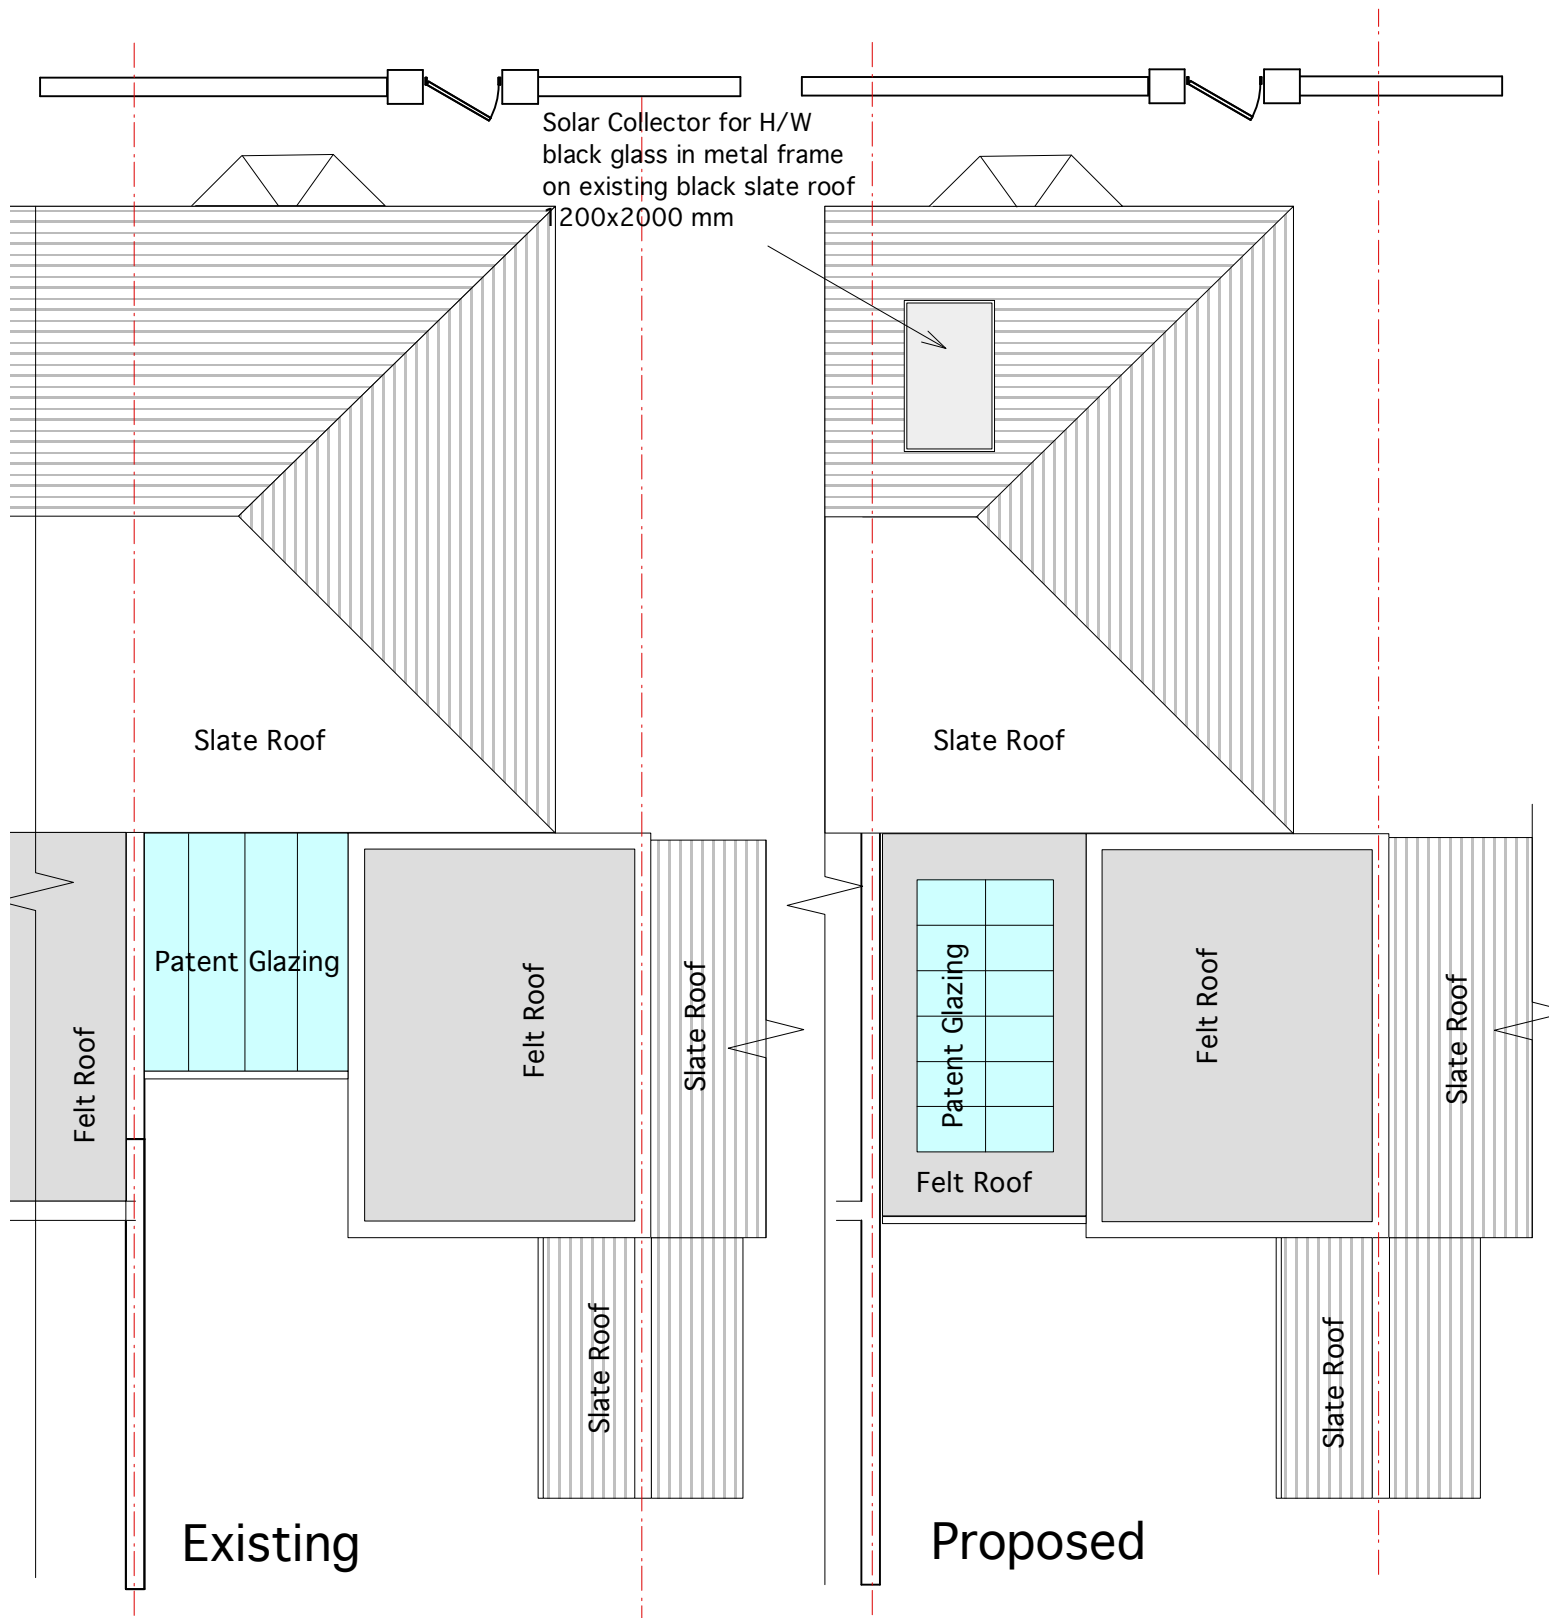 Solar Collector for H/W
black glass in metal frame
on existing black slate roof
1200x2000 mm
Slate Roof
Slate Roof
Patent Glazing
Felt Roof
Felt Roof
Slate Roof
Slate Roof
Patent Glazing
Felt Roof
Felt Roof
Slate Roof
Slate Roof
Existing
Proposed